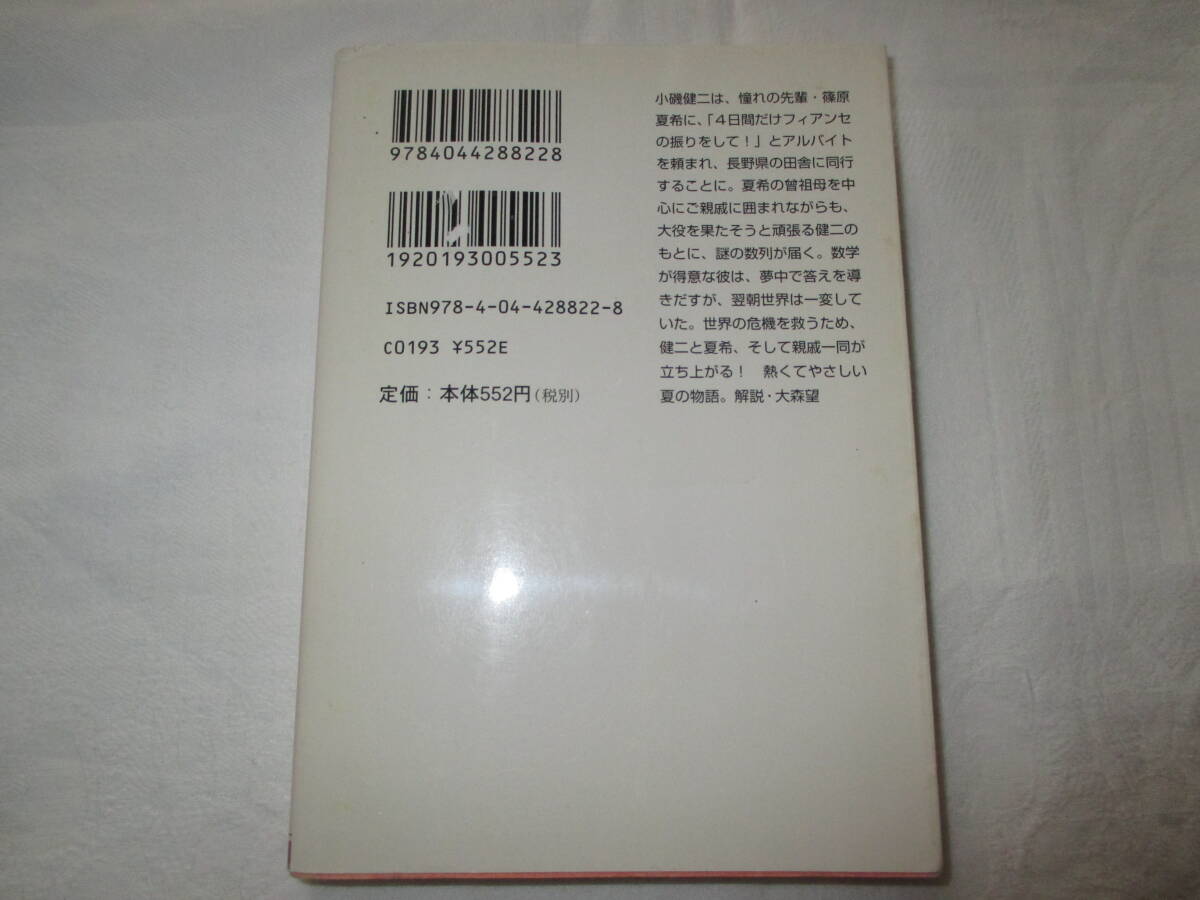 9784044288228
1920193005523
ISBN978-4-04-428822-8
C0193 ¥552E
定価：本体552円（税別）
小磯健二は、憧れの先輩・篠原
夏希に、「４日間だけフィアンセ
の振りをして！」とアルバイト
を頼まれ、長野県の田舎に同行
することに。夏希の曾祖母を中
心にご親戚に囲まれながらも、
大役を果たそうと頑張る健二の
もとに、謎の数列が届く。数学
が得意な彼は、夢中で答えを導
きだすが、翌朝世界は一変して
いた。世界の危機を救うため、
健二と夏希、そして親戚一同が
立ち上がる！　熱くてやさしい
夏の物語。解説・大森望